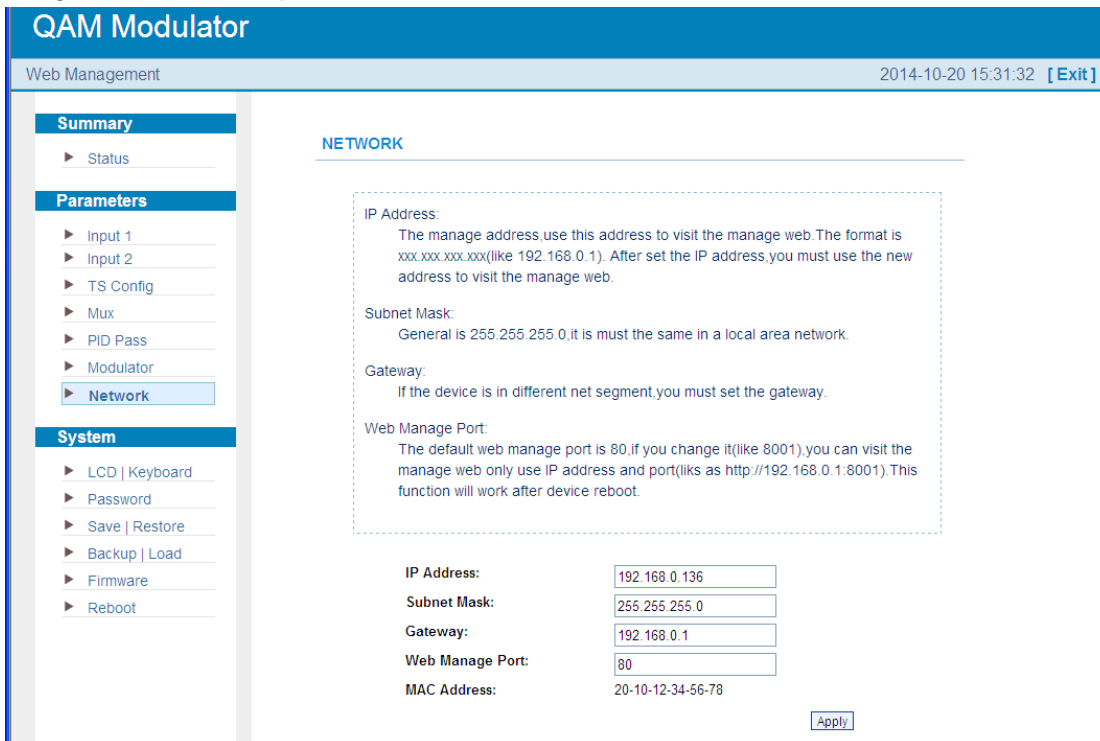 QAM Modulator
Web Management
2014-10-20 15:31:32 [ Exit ]
Summary
Status
Parameters
Input 1
Input 2
TS Config
Mux
PID Pass
Modulator
Network
System
LCD | Keyboard
Password
Save | Restore
Backup | Load
Firmware
Reboot
NETWORK
IP Address:
The manage address,use this address to visit the manage web.The format is
xxx.xxx.xxx.xxx(like 192.168.0.1). After set the IP address,you must use the new
address to visit the manage web.
Subnet Mask:
General is 255.255.255.0,it is must the same in a local area network.
Gateway:
If the device is in different net segment,you must set the gateway.
Web Manage Port:
The default web manage port is 80,if you change it(like 8001),you can visit the
manage web only use IP address and port(liks as http://192.168.0.1:8001).This
function will work after device reboot.
IP Address: 192.168.0.136
Subnet Mask: 255.255.255.0
Gateway: 192.168.0.1
Web Manage Port: 80
MAC Address: 20-10-12-34-56-78
Apply